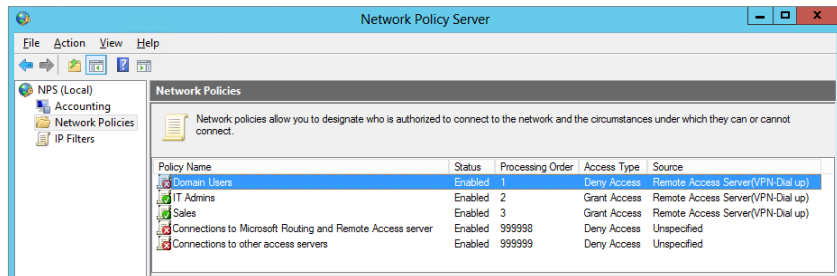 Network Policy Server
File Action View Help
NPS (Local)
Accounting
Network Policies
IP Filters
Network Policies
Network policies allow you to designate who is authorized to connect to the network and the circumstances under which they can or cannot
connect.
Policy Name Status Processing Order Access Type Source
Domain Users Enabled 1 Deny Access Remote Access Server(VPN-Dial up)
IT Admins Enabled 2 Grant Access Remote Access Server(VPN-Dial up)
Sales Enabled 3 Grant Access Remote Access Server(VPN-Dial up)
Connections to Microsoft Routing and Remote Access server Enabled 999998 Deny Access Unspecified
Connections to other access servers Enabled 999999 Deny Access Unspecified